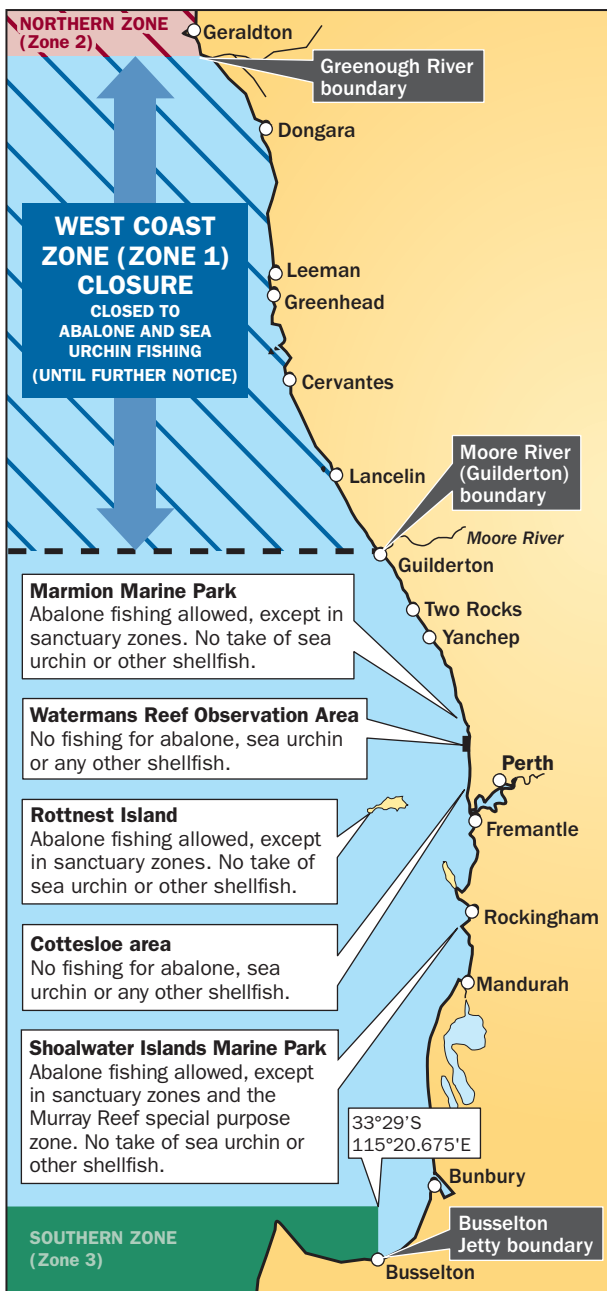 NORTHERN ZONE
(Zone 2)
Geraldton
Greenough River
boundary
Dongara
WEST COAST
ZONE (ZONE 1)
CLOSURE
CLOSED TO
ABALONE AND SEA
URCHIN FISHING
(UNTIL FURTHER NOTICE)
Leeman
Greenhead
Cervantes
Lancelin
Moore River
(Guilderton)
boundary
Moore River
Guilderton
Marmion Marine Park
Abalone fishing allowed, except in
sanctuary zones. No take of sea
urchin or other shellfish.
Two Rocks
Yanchep
Watermans Reef Observation Area
No fishing for abalone, sea urchin
or any other shellfish.
Perth
Rottnest Island
Abalone fishing allowed, except
in sanctuary zones. No take of
sea urchin or other shellfish.
Fremantle
Cottesloe area
No fishing for abalone, sea
urchin or any other shellfish.
Rockingham
Mandurah
Shoalwater Islands Marine Park
Abalone fishing allowed, except
in sanctuary zones and the
Murray Reef special purpose
zone. No take of sea urchin or
other shellfish.
33°29'S
115°20.675'E
Bunbury
SOUTHERN ZONE
(Zone 3)
Busselton
Jetty boundary
Busselton